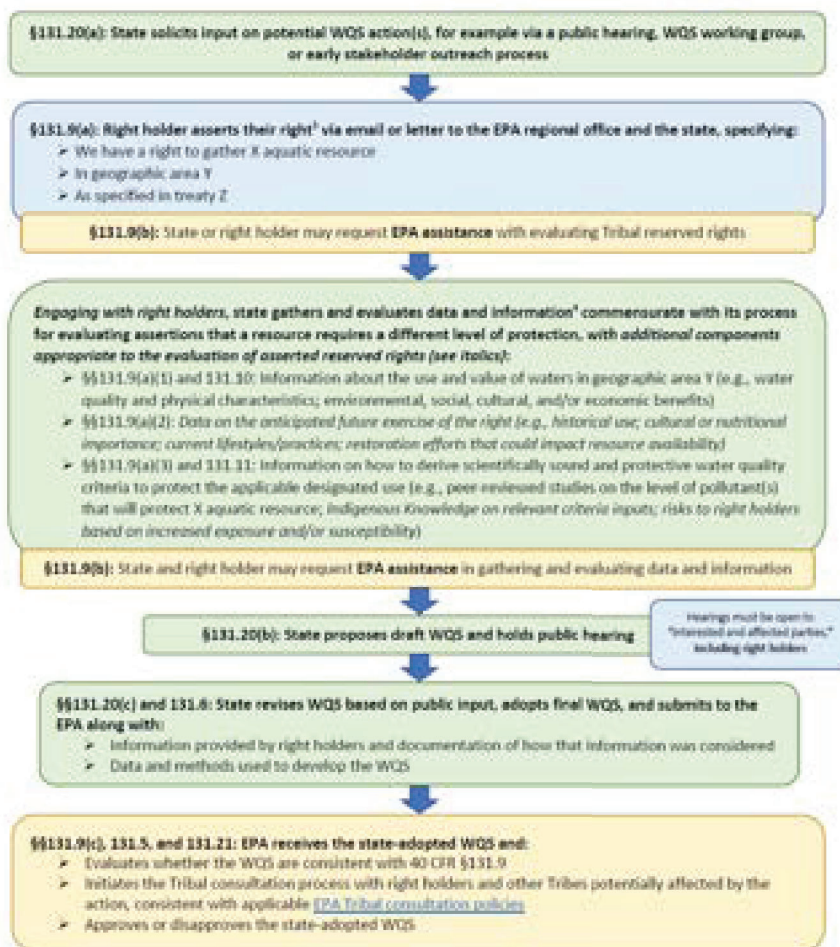 §131.20(a): State solicits input on potential WQS action(s), for example via a public hearing, WQS working group,
or early stakeholder outreach process
§131.9(a): Right holder asserts their right³ via email or letter to the EPA regional office and the state, specifying:
➢ We have a right to gather X aquatic resource
➢ In geographic area Y
➢ As specified in treaty Z
§131.9(b): State or right holder may request EPA assistance with evaluating Tribal reserved rights
Engaging with right holders, state gathers and evaluates data and information⁴ commensurate with its process
for evaluating assertions that a resource requires a different level of protection, with additional components
appropriate to the evaluation of asserted reserved rights (see italics):
➢ §§131.9(a)(1) and 131.10: Information about the use and value of waters in geographic area Y (e.g., water
quality and physical characteristics; environmental, social, cultural, and/or economic benefits)
➢ §§131.9(a)(2): Data on the anticipated future exercise of the right (e.g., historical use; cultural or nutritional
importance; current lifestyles/practices; restoration efforts that could impact resource availability)
➢ §§131.9(a)(3) and 131.11: Information on how to derive scientifically sound and protective water quality
criteria to protect the applicable designated use (e.g., peer-reviewed studies on the level of pollutant(s)
that will protect X aquatic resource; Indigenous Knowledge on relevant criteria inputs; risks to right holders
based on increased exposure and/or susceptibility)
§131.9(b): State and right holder may request EPA assistance in gathering and evaluating data and information
§131.20(b): State proposes draft WQS and holds public hearing
Hearings must be open to
"interested and affected parties,"
including right holders
§§131.20(c) and 131.6: State revises WQS based on public input, adopts final WQS, and submits to the
EPA along with:
➢ Information provided by right holders and documentation of how that information was considered
➢ Data and methods used to develop the WQS
§§131.9(c), 131.5, and 131.21: EPA receives the state-adopted WQS and:
➢ Evaluates whether the WQS are consistent with 40 CFR §131.9
➢ Initiates the Tribal consultation process with right holders and other Tribes potentially affected by the
action, consistent with applicable EPA Tribal consultation policies
➢ Approves or disapproves the state-adopted WQS